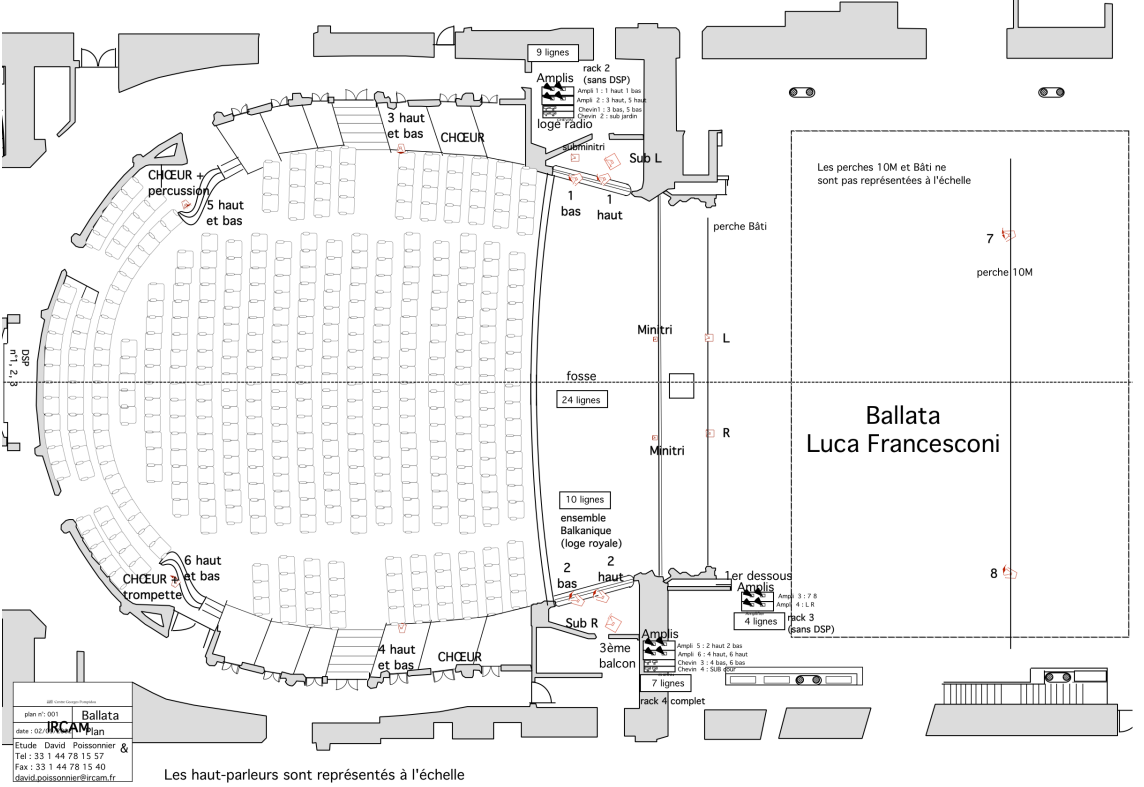 9 lignes
rack 2
(sans DSP)
Amplis
Ampli 1 : 1 haut 1 bas
Ampli 2 : 3 haut, 5 haut
Chevin1 : 3 bas, 5 bas
Chevin 2 : sub jardin
loge radio
3 haut
et bas
CHŒUR
subminitri
Sub L
CHŒUR +
percussion
5 haut
et bas
1
bas
1
haut
Les perches 10M et Bâti ne
sont pas représentées à l'échelle
perche Bâti
7
perche 10M
Minitri
L
DSP
n°1, 2, 3
fosse
24 lignes
R
Minitri
Ballata
Luca Francesconi
10 lignes
ensemble
Balkanique
(loge royale)
6 haut
et bas
CHŒUR +
trompette
2
bas
2
haut
8
1er dessous
Amplis
Ampli 3 : 7 8
Ampli 4 : L R
4 lignes
rack 3
(sans DSP)
Sub R
3ème
balcon
4 haut
et bas
CHŒUR
Amplis
Ampli 5 : 2 haut 2 bas
Ampli 6 : 4 haut, 6 haut
Chevin 3 : 4 bas, 6 bas
Chevin 4 : SUB cour
7 lignes
rack 4 complet
plan n°: 001
Ballata
IRCAM
date : 02/
Plan
Etude David Poissonnier &
Tel : 33 1 44 78 15 57
Fax : 33 1 44 78 15 40
david.poissonnier@ircam.fr
Les haut-parleurs sont représentés à l'échelle